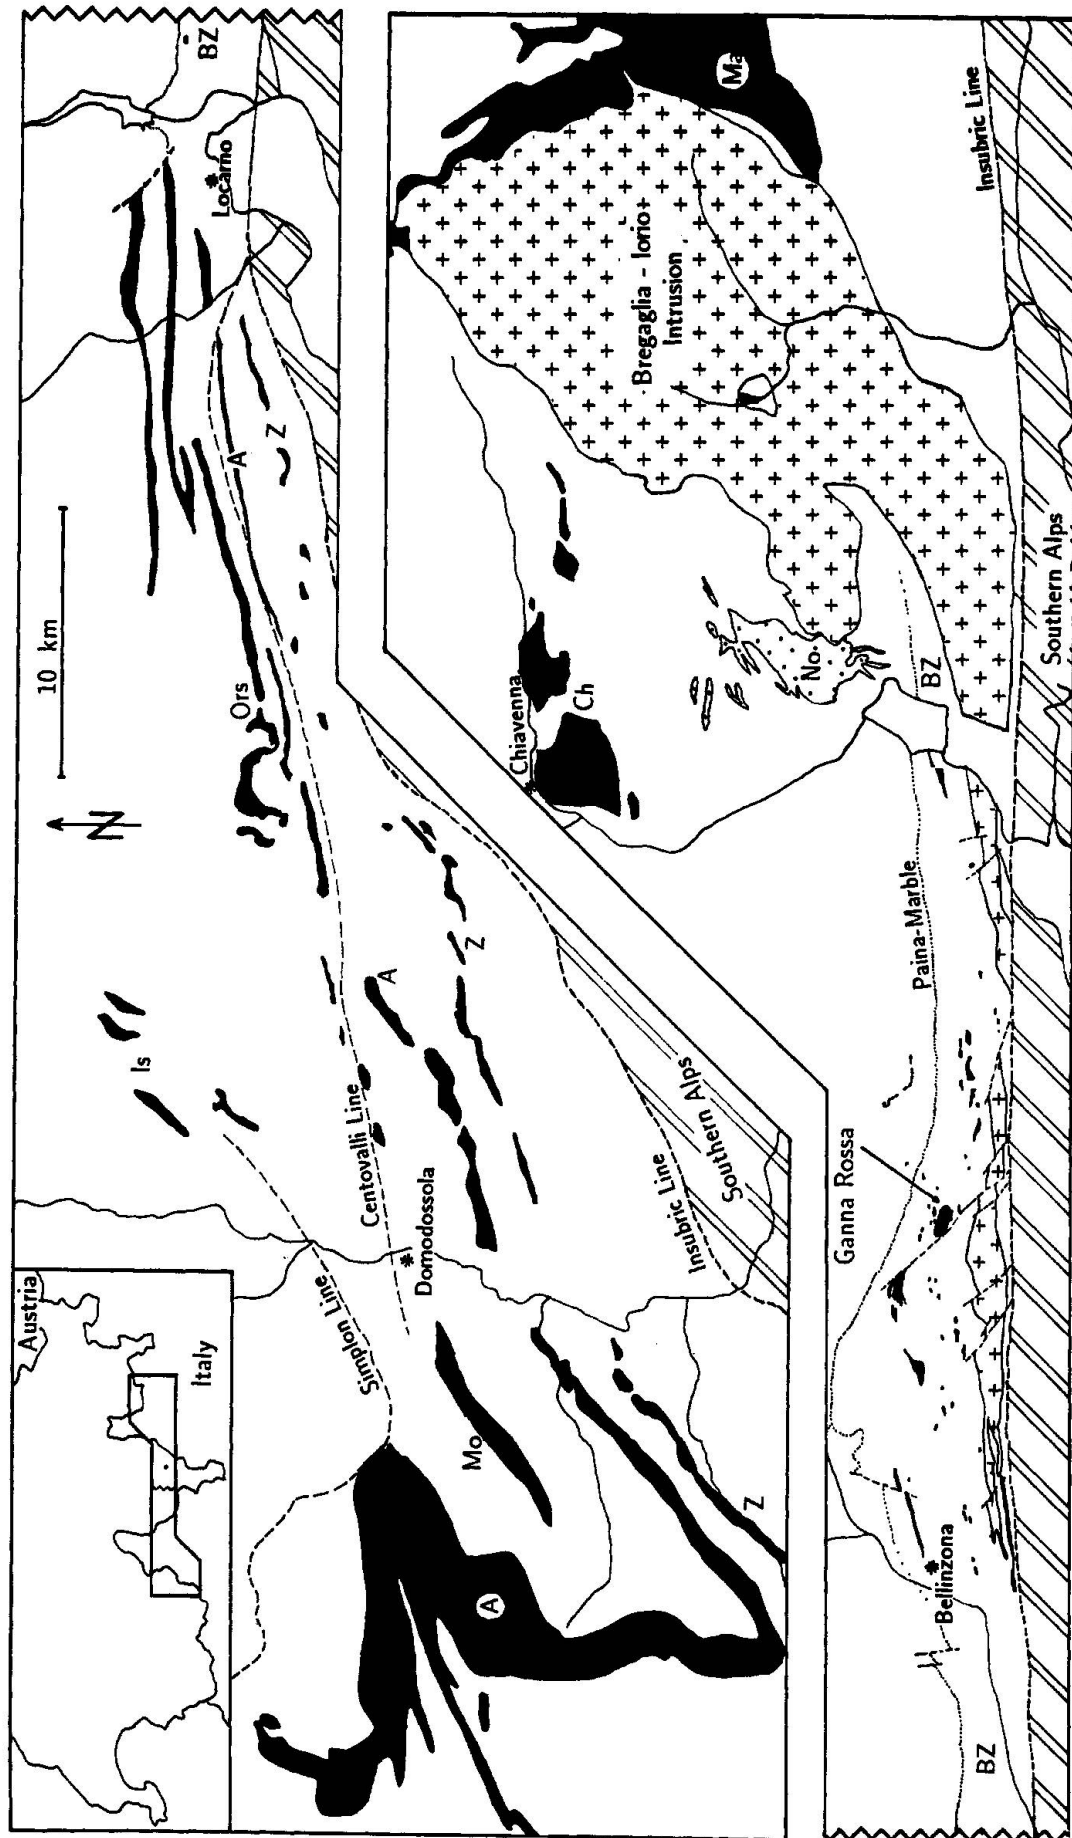 Austria
Italy
10 km
N
Is
Ors
A
Z
BZ
Locarno
Simplon Line
Centovalli Line
Domodossola
Mo
A
Z
A
Z
Insubric Line
Southern Alps
Chiavenna
Ch
Bregaglia - Iorio
Intrusion
Ma
No
BZ
Insubric Line
Southern Alps
Paina-Marble
Ganna Rossa
Bellinzona
BZ